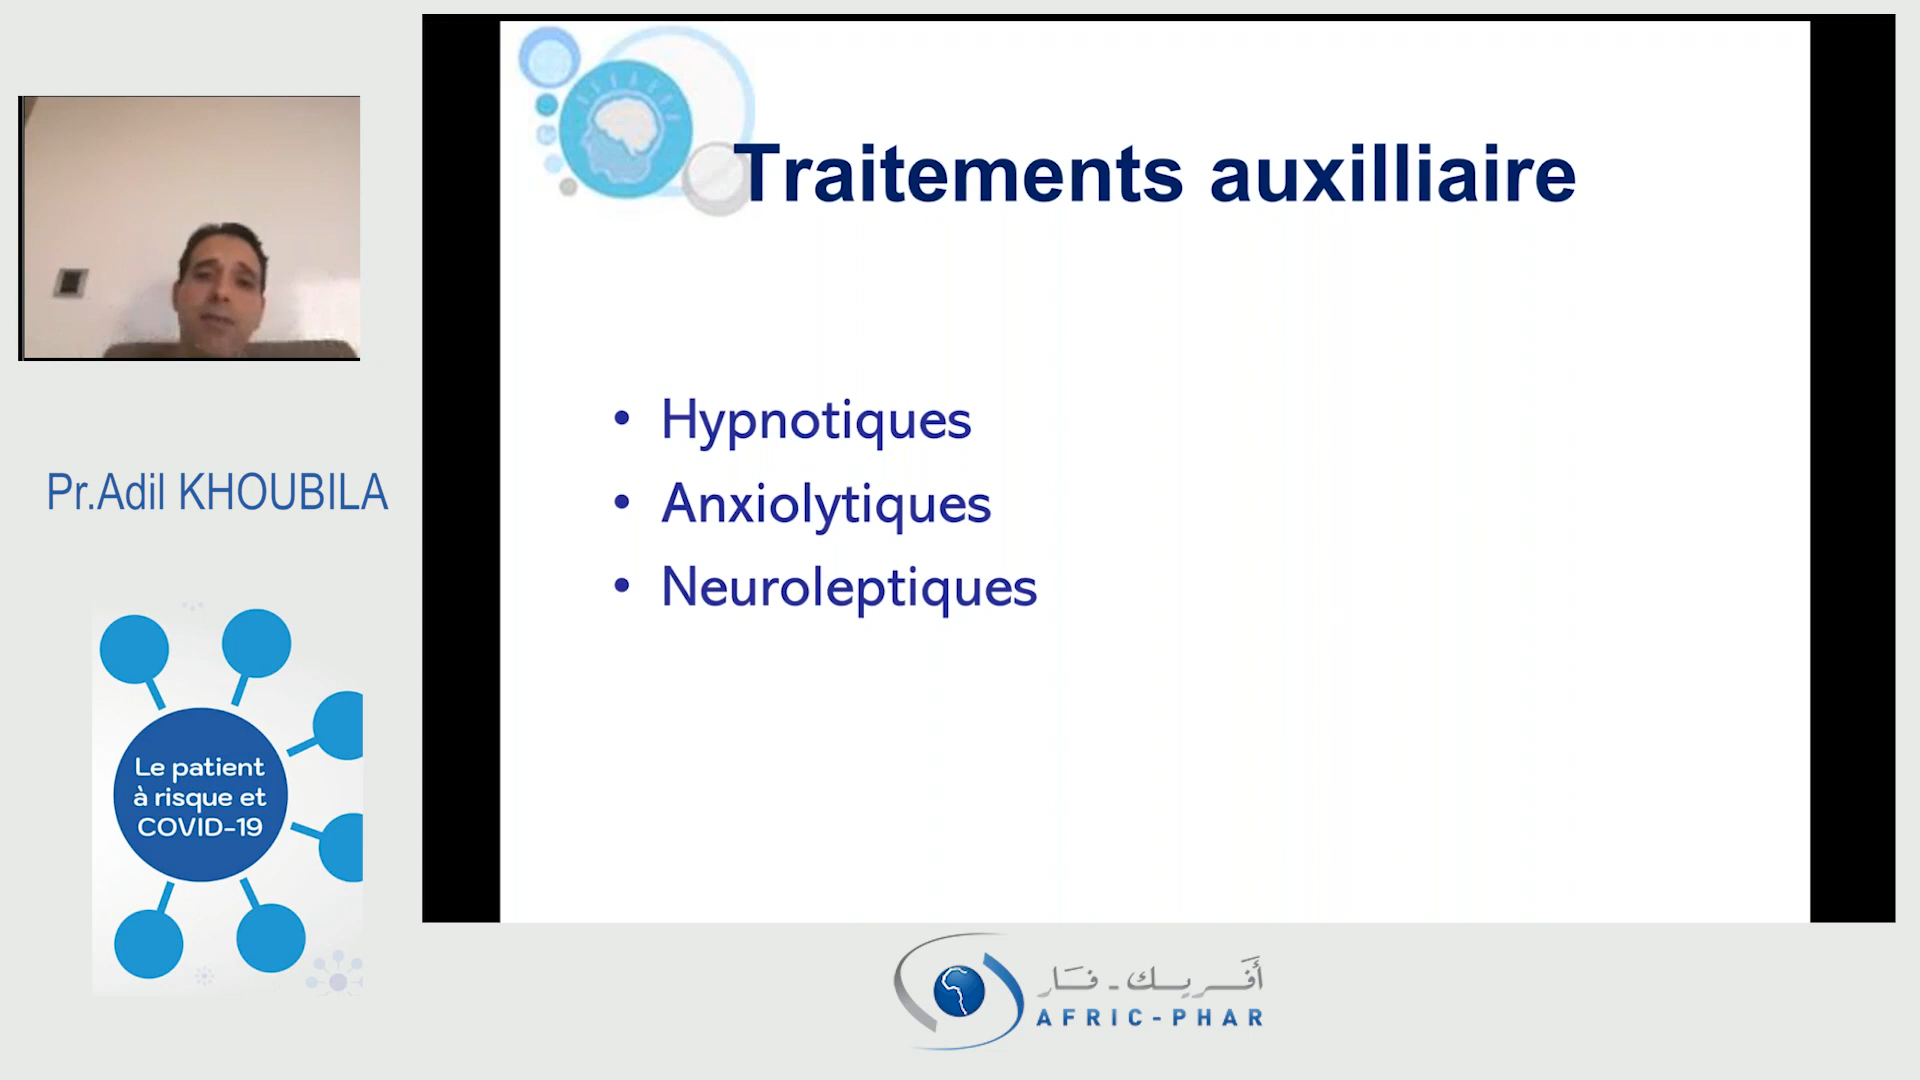 Traitements auxilliaire
• Hypnotiques
• Anxiolytiques
• Neuroleptiques
Pr.Adil KHOUBILA
Le patient
à risque et
COVID-19
أفريك - فار
AFRIC-PHAR